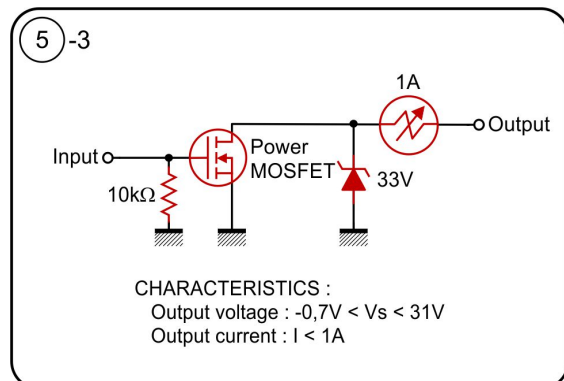 5 -3
1A
Output
Input
Power
MOSFET
33V
10kΩ
CHARACTERISTICS :
Output voltage : -0,7V < Vs < 31V
Output current : I < 1A